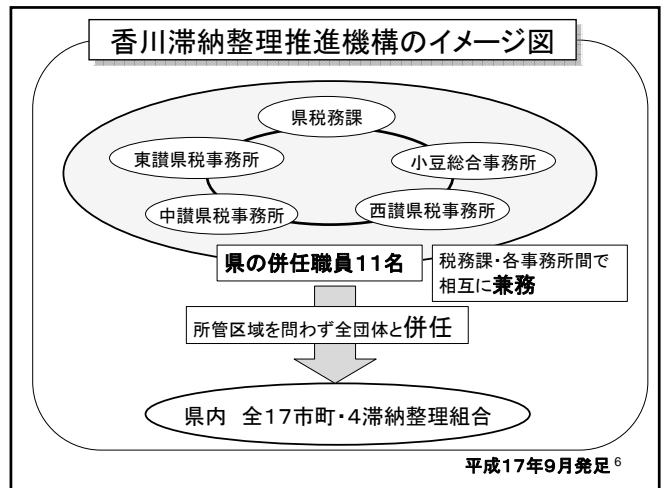 香川滞納整理推進機構のイメージ図
県税務課
東讃県税事務所
小豆総合事務所
中讃県税事務所
西讃県税事務所
県の併任職員11名
税務課・各事務所間で
相互に兼務
所管区域を問わず全団体と併任
県内 全17市町・4滞納整理組合
平成17年9月発足
6